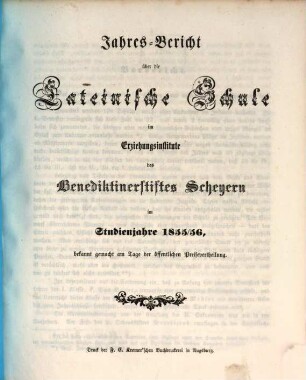 Jahres-Bericht
über die
Lateinische Schule
im
Erziehungsinstitute
des
Benediktinerstiftes Scheyern
im
Studienjahre 1855/56,
bekannt gemacht am Tage der öffentlichen Preisevertheilung.
Druck der F. C. Kremer'schen Buchdruckerei in Augsburg.